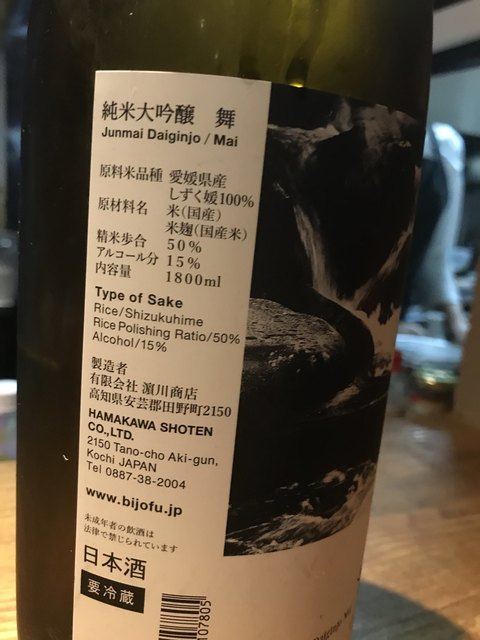 純米大吟醸 舞
Junmai Daiginjo / Mai
原料米品種 愛媛県産
しずく媛100%
原材料名 米(国産)
米麹(国産米)
精米歩合 50%
アルコール分 15%
内容量 1800ml
Type of Sake
Rice/Shizukuhime
Rice Polishing Ratio/50%
Alcohol/15%
製造者
有限会社 濵川商店
高知県安芸郡田野町2150
HAMAKAWA SHOTEN
CO.,LTD.
2150 Tano-cho Aki-gun,
Kochi JAPAN
Tel 0887-38-2004
www.bijofu.jp
未成年者の飲酒は
法律で禁じられています
日本酒
要冷蔵
07805